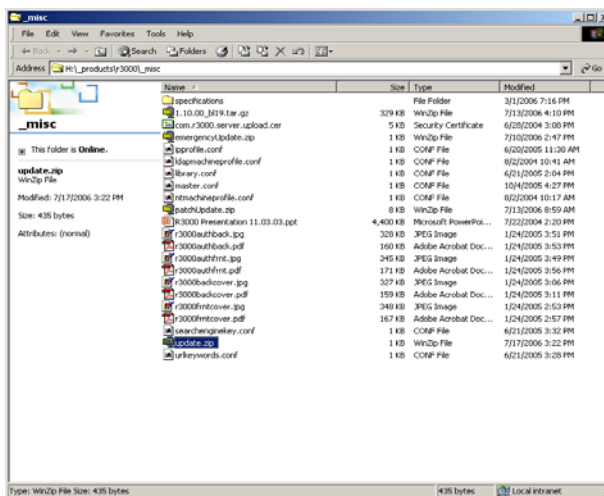 _misc
File Edit View Favorites Tools Help
Back Search Folders
Address H:\_products\r3000\_misc Go
_misc
This folder is Online.
update.zip
WinZip File
Modified: 7/17/2006 3:22 PM
Size: 435 bytes
Attributes: (normal)
Name Size Type Modified
specifications File Folder 3/1/2006 7:16 PM
1.10.00_bl19.tar.gz 329 KB WinZip File 7/13/2006 4:10 PM
com.r3000.server.upload.cer 5 KB Security Certificate 6/28/2004 3:08 PM
emergencyUpdate.zip 1 KB WinZip File 7/10/2006 2:47 PM
ipprofile.conf 1 KB CONF File 6/20/2005 11:30 AM
ldapmachineprofile.conf 1 KB CONF File 8/2/2004 10:41 AM
library.conf 1 KB CONF File 6/21/2005 2:04 PM
master.conf 1 KB CONF File 10/4/2005 4:27 PM
ntmachineprofile.conf 1 KB CONF File 8/2/2004 10:17 AM
patchUpdate.zip 8 KB WinZip File 7/13/2006 8:59 AM
R3000 Presentation 11.03.03.ppt 4,400 KB Microsoft PowerPoi... 7/22/2004 2:20 PM
r3000authback.jpg 328 KB JPEG Image 1/24/2005 3:51 PM
r3000authback.pdf 160 KB Adobe Acrobat Doc... 1/24/2005 3:53 PM
r3000authfrnt.jpg 345 KB JPEG Image 1/24/2005 3:49 PM
r3000authfrnt.pdf 171 KB Adobe Acrobat Doc... 1/24/2005 3:56 PM
r3000backcover.jpg 327 KB JPEG Image 1/24/2005 3:06 PM
r3000backcover.pdf 159 KB Adobe Acrobat Doc... 1/24/2005 3:11 PM
r3000frntcover.jpg 348 KB JPEG Image 1/24/2005 2:53 PM
r3000frntcover.pdf 167 KB Adobe Acrobat Doc... 1/24/2005 2:57 PM
searchenginekey.conf 1 KB CONF File 6/21/2005 3:32 PM
update.zip 1 KB WinZip File 7/17/2006 3:22 PM
urlkeywords.conf 1 KB CONF File 6/21/2005 3:28 PM
Type: WinZip File Size: 435 bytes 435 bytes Local intranet